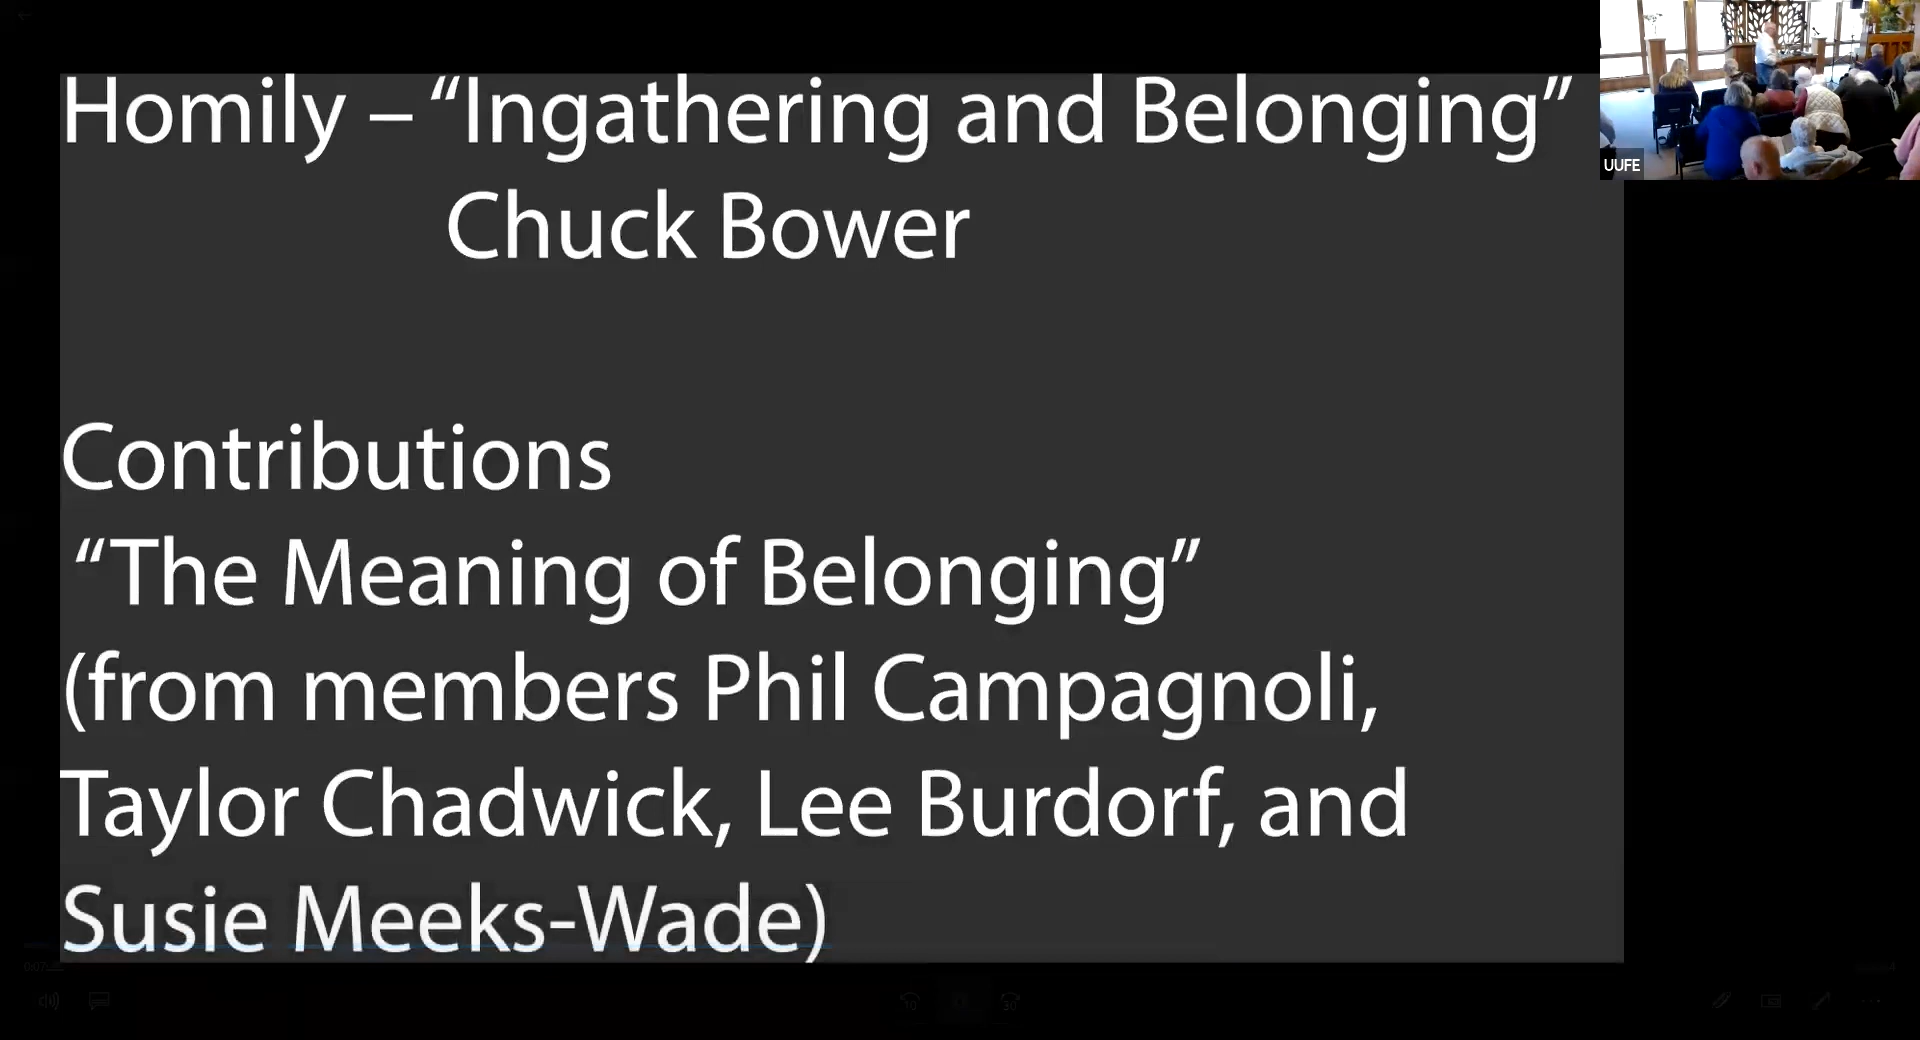 Homily – “Ingathering and Belonging”
Chuck Bower
Contributions
“The Meaning of Belonging”
(from members Phil Campagnoli,
Taylor Chadwick, Lee Burdorf, and
Susie Meeks-Wade)
UUFE